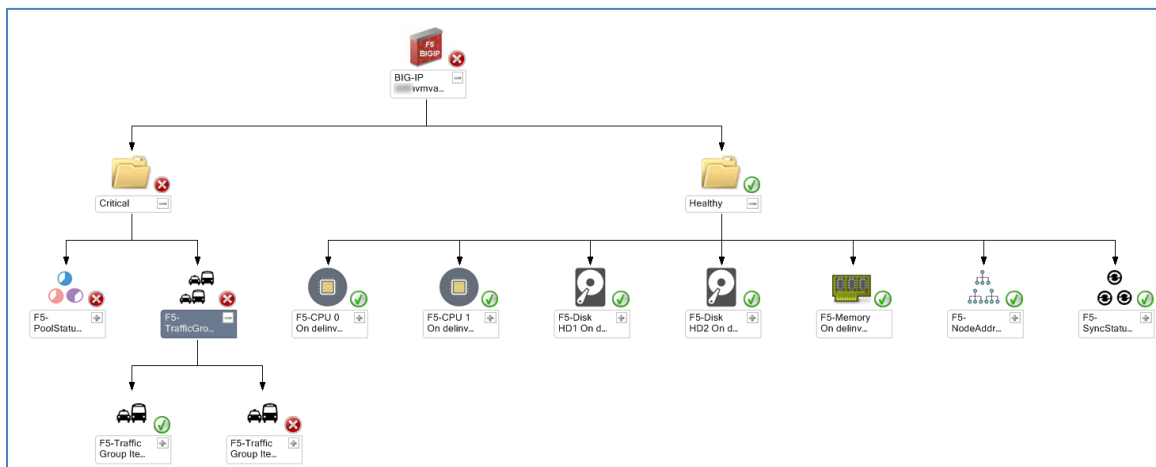 F5
BIGIP
BIG-IP
avmva...
Critical
Healthy
F5-
PoolStatu...
F5-
TrafficGro...
F5-CPU 0
On delinv...
F5-CPU 1
On delinv...
F5-Disk
HD1 On d...
F5-Disk
HD2 On d...
F5-Memory
On delinv...
F5-
NodeAddr...
F5-
SyncStatu...
F5-Traffic
Group Ite...
F5-Traffic
Group Ite...